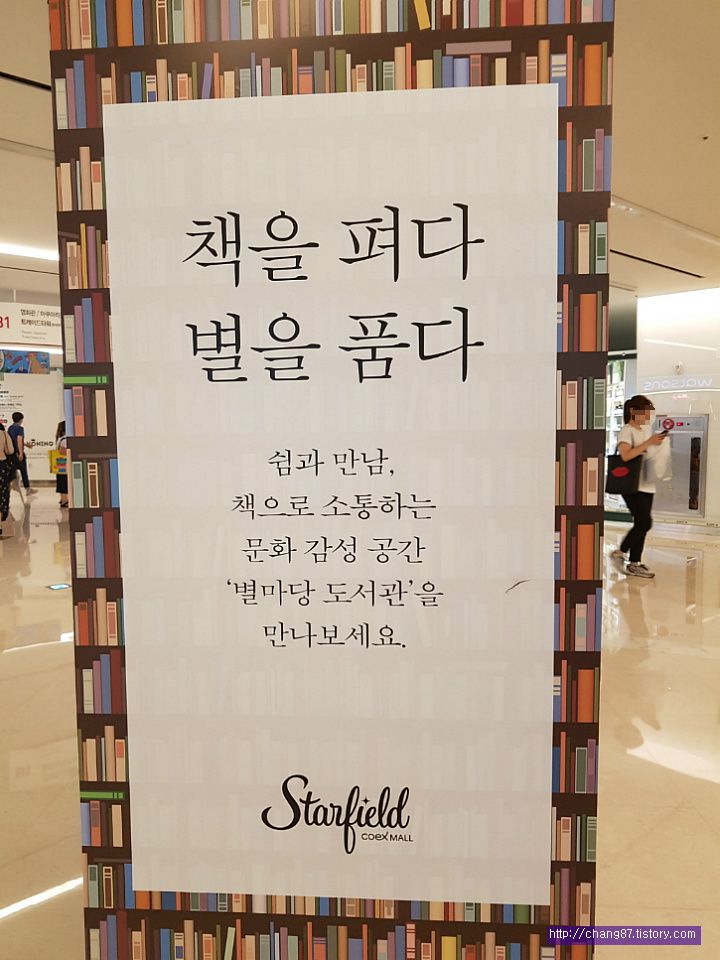 책을 펴다
별을 품다
쉼과 만남,
책으로 소통하는
문화 감성 공간
‘별마당 도서관’을
만나보세요.
Starfield
COEX MALL
http://chang87.tistory.com